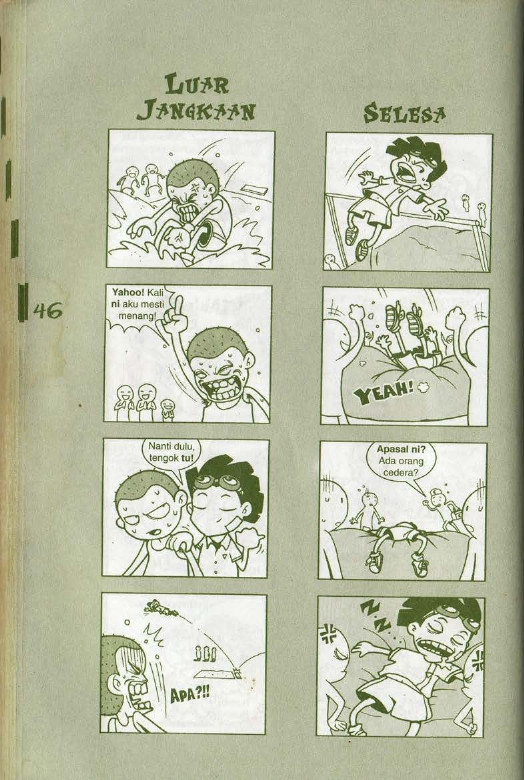 LUAR
JANGKAAN
Yahoo! Kali
ni aku mesti
menang!
46
Nanti dulu,
tengok tu!
APA?!!
SELESA
YEAH!
Apasal ni?
Ada orang
cedera?
Z Z Z